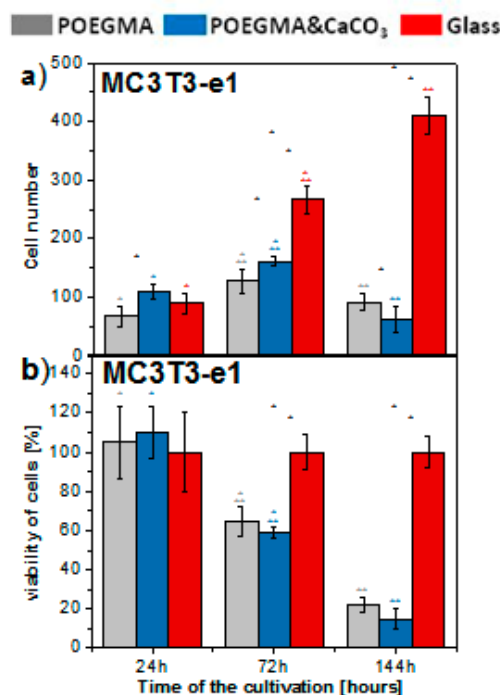 POEGMA POEGMA&CaCO₃ Glass
a) MC3T3-e1
500
400
300
200
100
0
Cell number
b) MC3T3-e1
140
120
100
80
60
40
20
0
viability of cells [%]
24h 72h 144h
Time of the cultivation [hours]